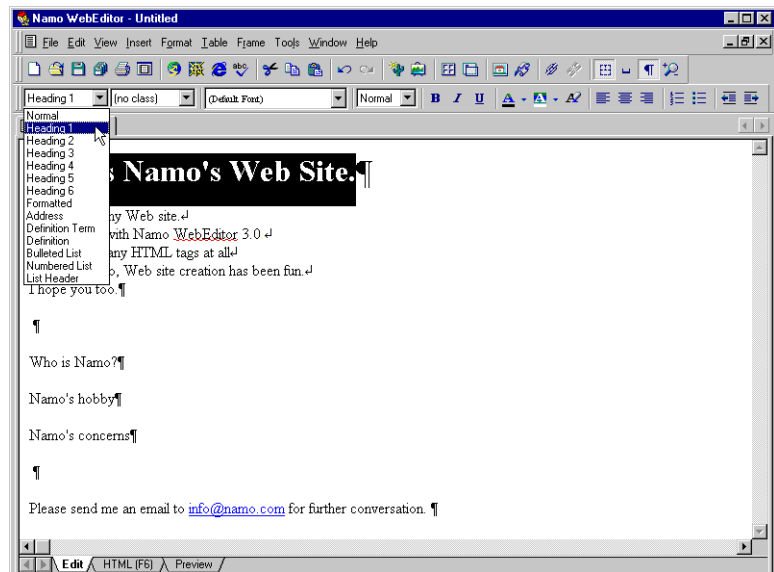 Namo WebEditor - Untitled
File Edit View Insert Format Table Frame Tools Window Help
Heading 1 (no class) (Default Font) Normal B I U A A A
Normal
Heading 1
Heading 2
Heading 3
Heading 4
Heading 5
Heading 6
Formatted
Address
Definition Term
Definition
Bulleted List
Numbered List
List Header
s Namo's Web Site.¶
ny Web site.↵
vith Namo WebEditor 3.0 ↵
any HTML tags at all↵
o, Web site creation has been fun.↵
I hope you too.¶
¶
Who is Namo?¶
Namo's hobby¶
Namo's concerns¶
¶
Please send me an email to info@namo.com for further conversation. ¶
Edit HTML (F6) Preview